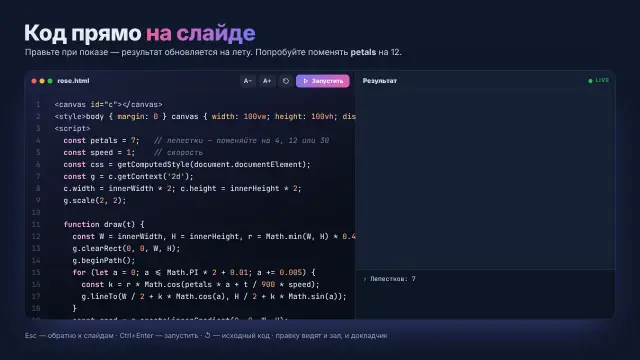 Код прямо на слайде
Правьте при показе — результат обновляется на лету. Попробуйте поменять petals на 12.
rose.html
A− A+ Запустить
Результат
LIVE
1 <canvas id="c"></canvas>
2 <style>body { margin: 0 } canvas { width: 100vw; height: 100vh; dis
3 <script>
4 const petals = 7; // лепестки — поменяйте на 4, 12 или 30
5 const speed = 1; // скорость
6 const css = getComputedStyle(document.documentElement);
7 const g = c.getContext('2d');
8 c.width = innerWidth * 2; c.height = innerHeight * 2;
9 g.scale(2, 2);
10
11 function draw(t) {
12 const W = innerWidth, H = innerHeight, r = Math.min(W, H) * 0.4
13 g.clearRect(0, 0, W, H);
14 g.beginPath();
15 for (let a = 0; a <= Math.PI * 2 + 0.01; a += 0.005) {
16 const k = r * Math.cos(petals * a + t / 900 * speed);
17 g.lineTo(W / 2 + k * Math.cos(a), H / 2 + k * Math.sin(a));
18 }
› Лепестков: 7
Esc — обратно к слайдам · Ctrl+Enter — запустить · ↺ — исходный код · правку видят и зал, и докладчик